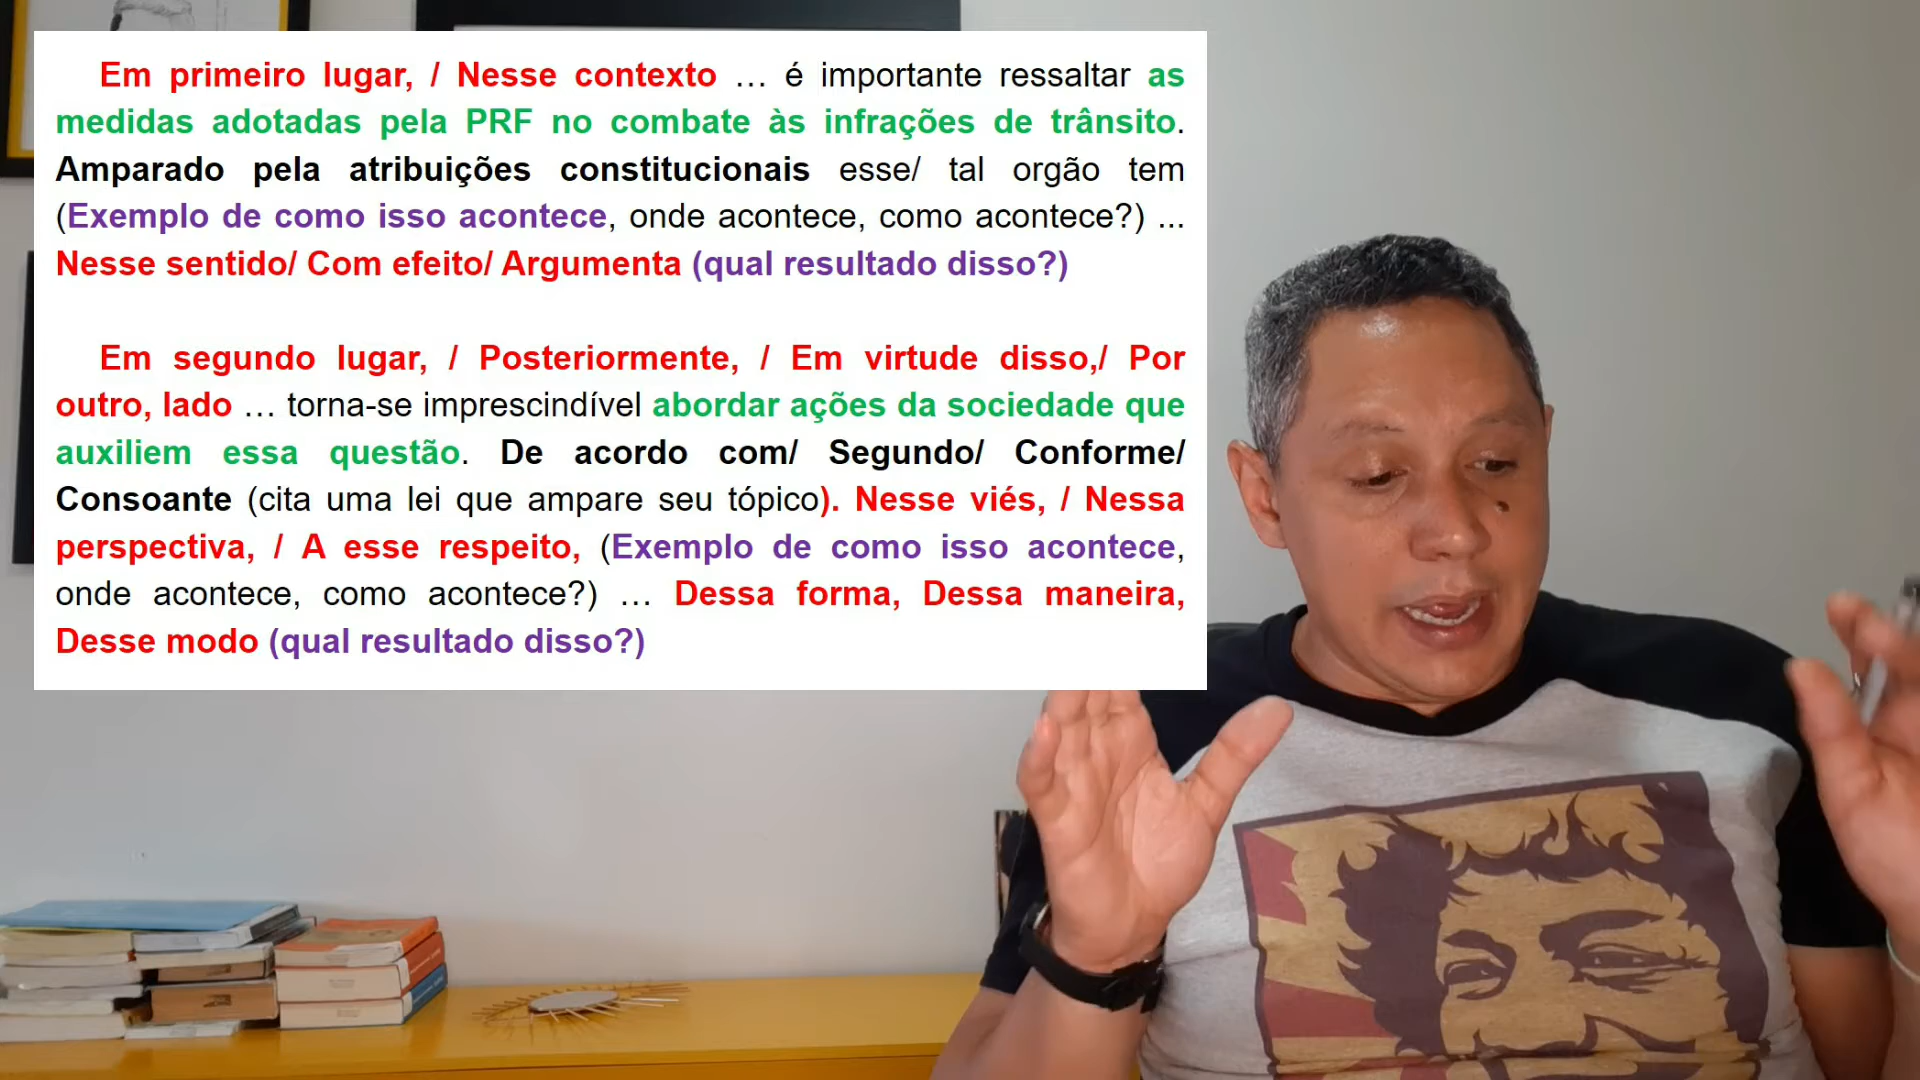 Em primeiro lugar, / Nesse contexto … é importante ressaltar as
medidas adotadas pela PRF no combate às infrações de trânsito.
Amparado pela atribuições constitucionais esse/ tal orgão tem
(Exemplo de como isso acontece, onde acontece, como acontece?) ...
Nesse sentido/ Com efeito/ Argumenta (qual resultado disso?)
Em segundo lugar, / Posteriormente, / Em virtude disso,/ Por
outro, lado … torna-se imprescindível abordar ações da sociedade que
auxiliem essa questão. De acordo com/ Segundo/ Conforme/
Consoante (cita uma lei que ampare seu tópico). Nesse viés, / Nessa
perspectiva, / A esse respeito, (Exemplo de como isso acontece,
onde acontece, como acontece?) … Dessa forma, Dessa maneira,
Desse modo (qual resultado disso?)